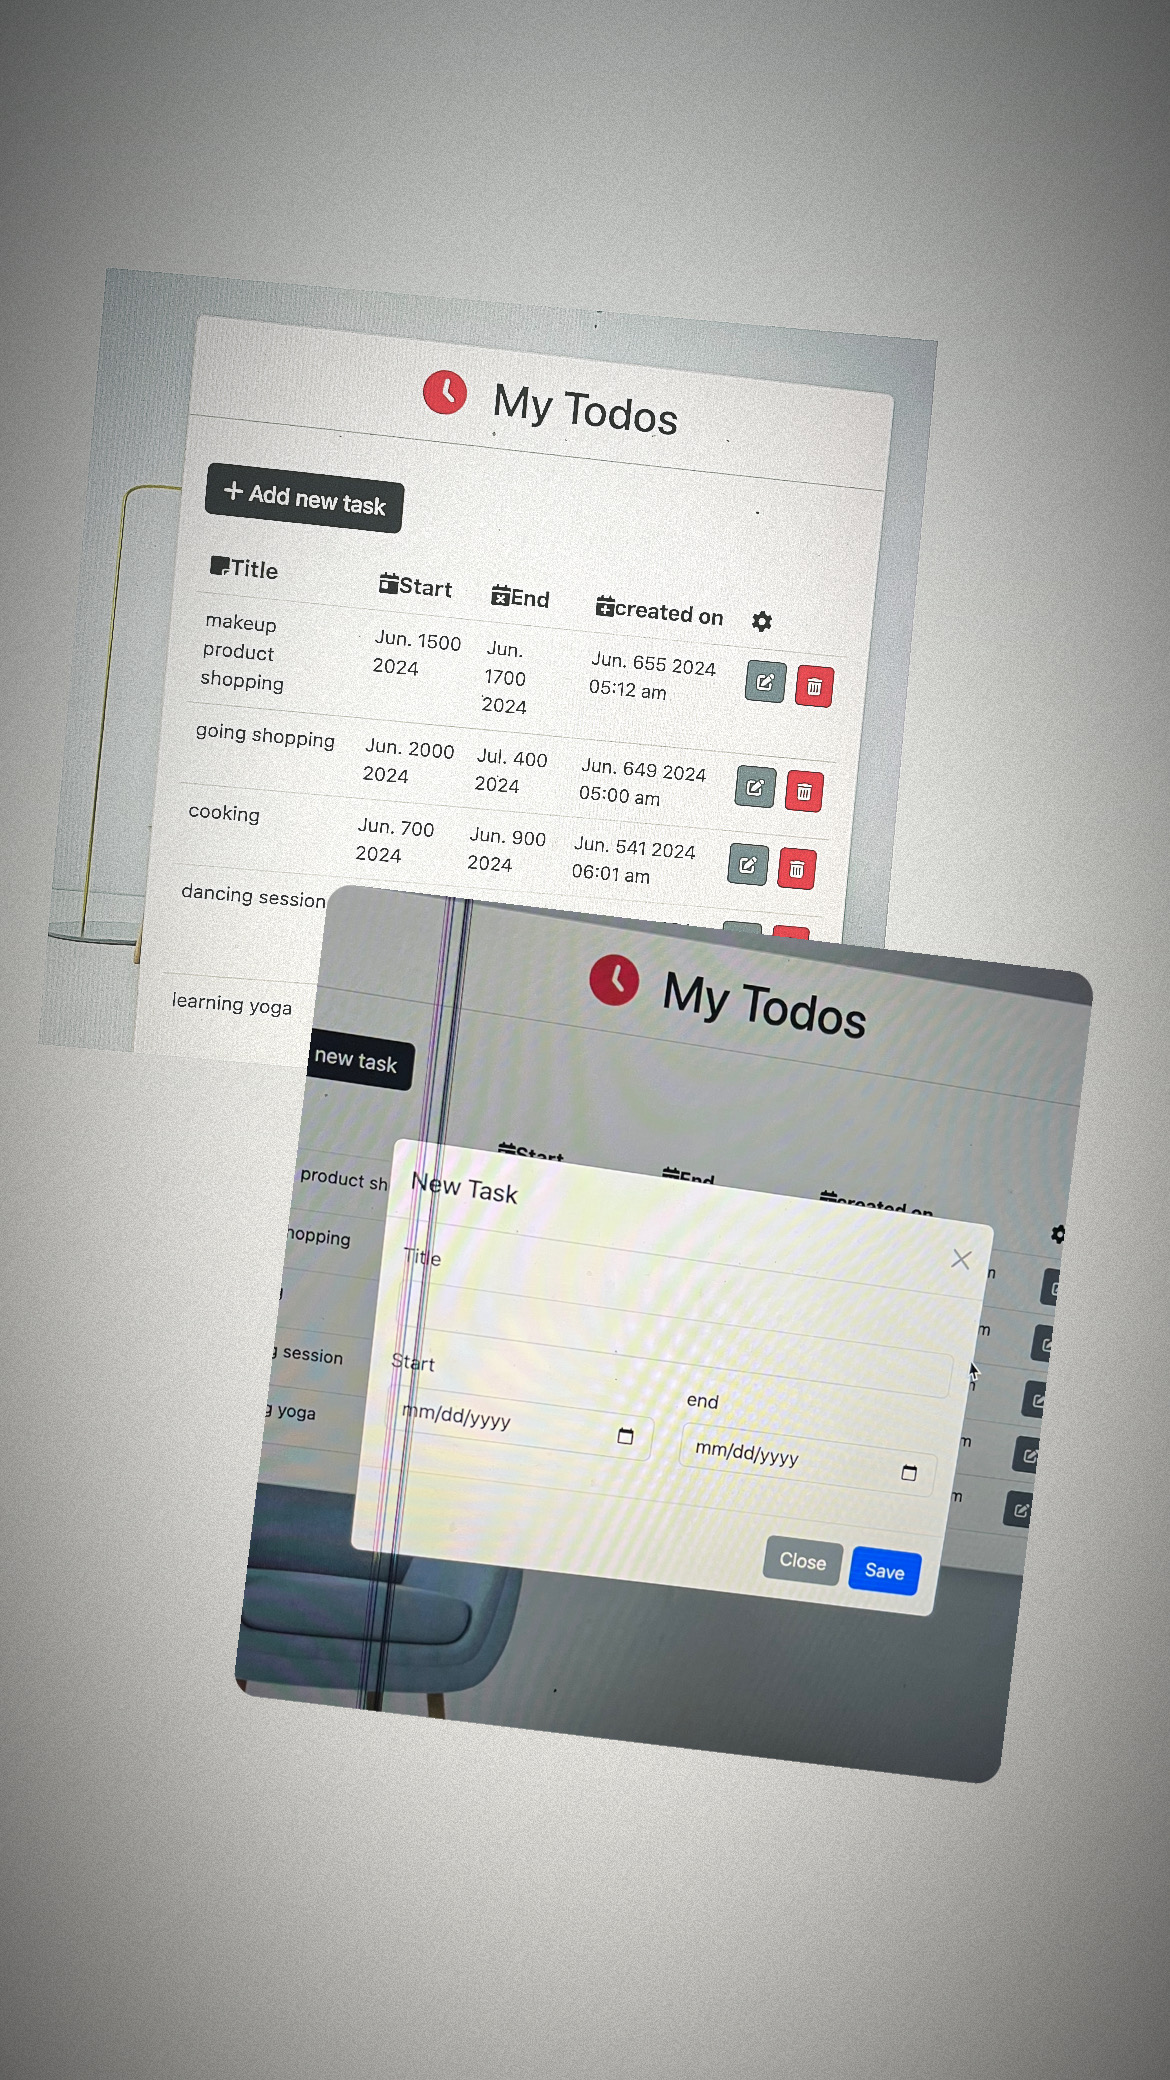 My Todos
Add new task
Title
Start
End
created on
makeup
product
shopping
Jun. 1500
2024
Jun.
1700
2024
Jun. 655 2024
05:12 am
going shopping
Jun. 2000
2024
Jul. 400
2024
Jun. 649 2024
05:00 am
cooking
Jun. 700
2024
Jun. 900
2024
Jun. 541 2024
06:01 am
dancing session
learning yoga
My Todos
new task
Start
End
created on
product sh
hopping
g session
g yoga
New Task
Title
Start
end
mm/dd/yyyy
mm/dd/yyyy
Close
Save